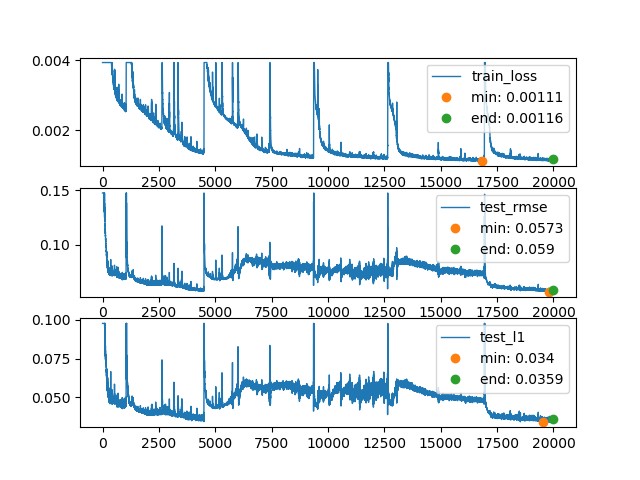 0.004
0.002
train_loss
min: 0.00111
end: 0.00116
0 2500 5000 7500 10000 12500 15000 17500 20000
0.15
0.10
test_rmse
min: 0.0573
end: 0.059
0 2500 5000 7500 10000 12500 15000 17500 20000
0.100
0.075
0.050
test_l1
min: 0.034
end: 0.0359
0 2500 5000 7500 10000 12500 15000 17500 20000